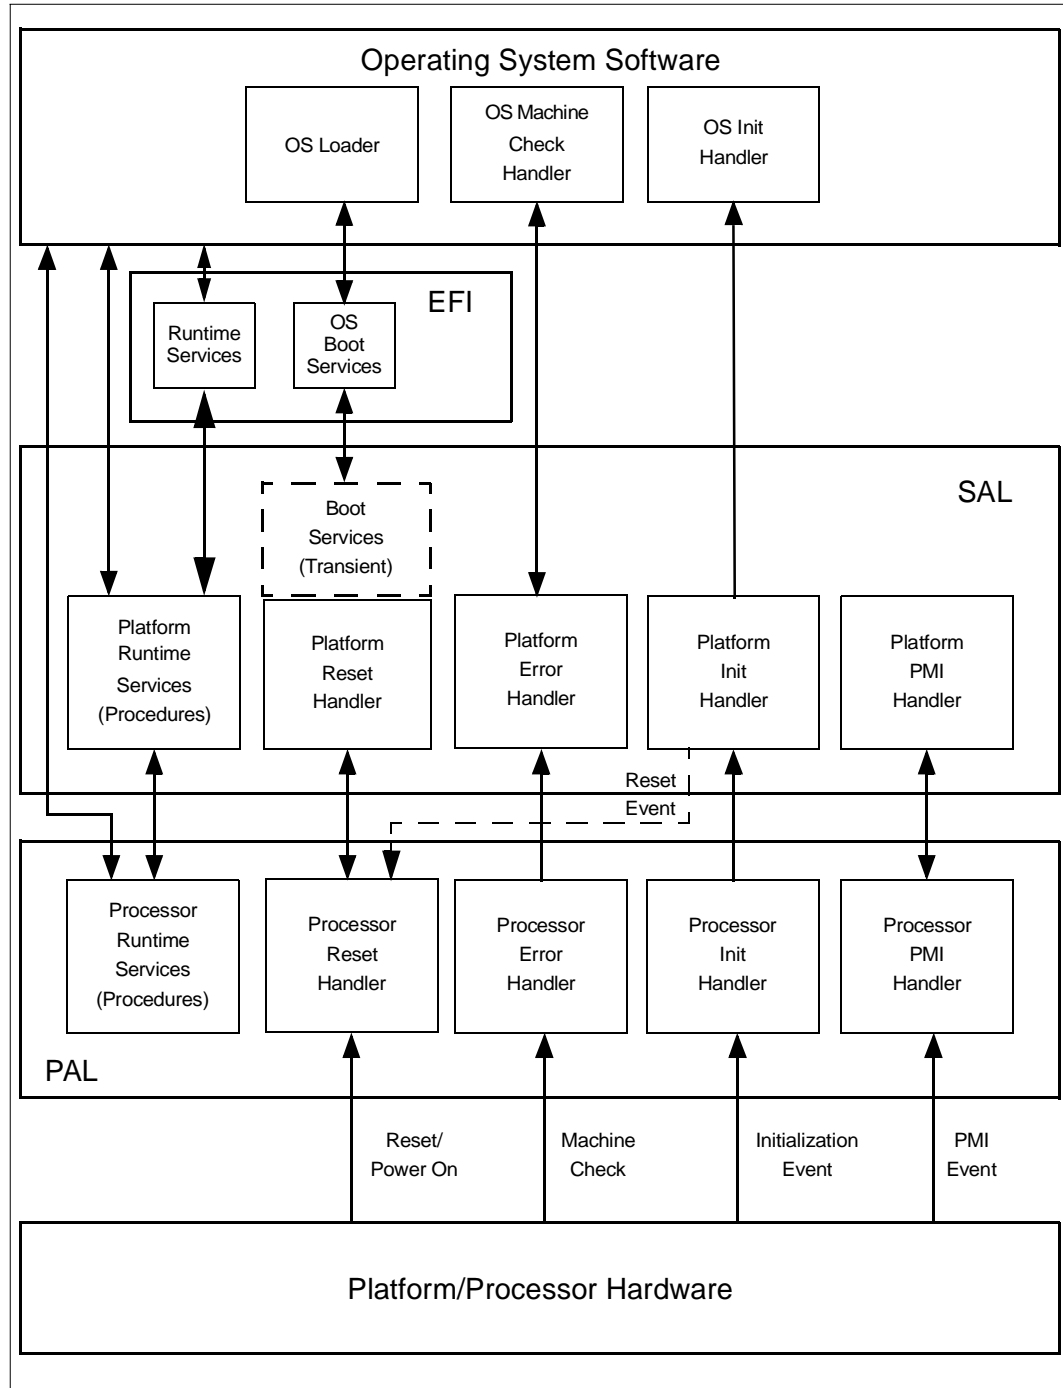 Operating System Software
OS Loader
OS Machine
Check
Handler
OS Init
Handler
EFI
Runtime
Services
OS
Boot
Services
SAL
Boot
Services
(Transient)
Platform
Runtime
Services
(Procedures)
Platform
Reset
Handler
Platform
Error
Handler
Platform
Init
Handler
Platform
PMI
Handler
Reset
Event
Processor
Runtime
Services
(Procedures)
Processor
Reset
Handler
Processor
Error
Handler
Processor
Init
Handler
Processor
PMI
Handler
PAL
Reset/
Power On
Machine
Check
Initialization
Event
PMI
Event
Platform/Processor Hardware